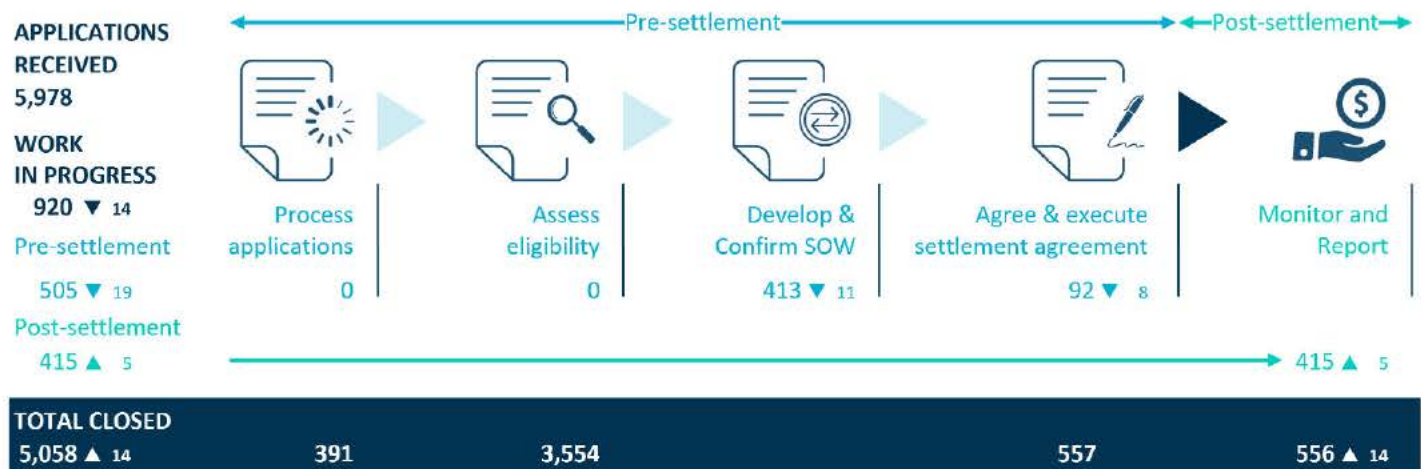 Pre-settlement
Post-settlement
APPLICATIONS
RECEIVED
5,978
WORK
IN PROGRESS
920 ▼ 14
Pre-settlement
505 ▼ 19
Post-settlement
415 ▲ 5
Process
applications
0
Assess
eligibility
0
Develop &
Confirm SOW
413 ▼ 11
Agree & execute
settlement agreement
92 ▼ 8
Monitor and
Report
415 ▲ 5
$
TOTAL CLOSED
5,058 ▲ 14 391 3,554 557 556 ▲ 14